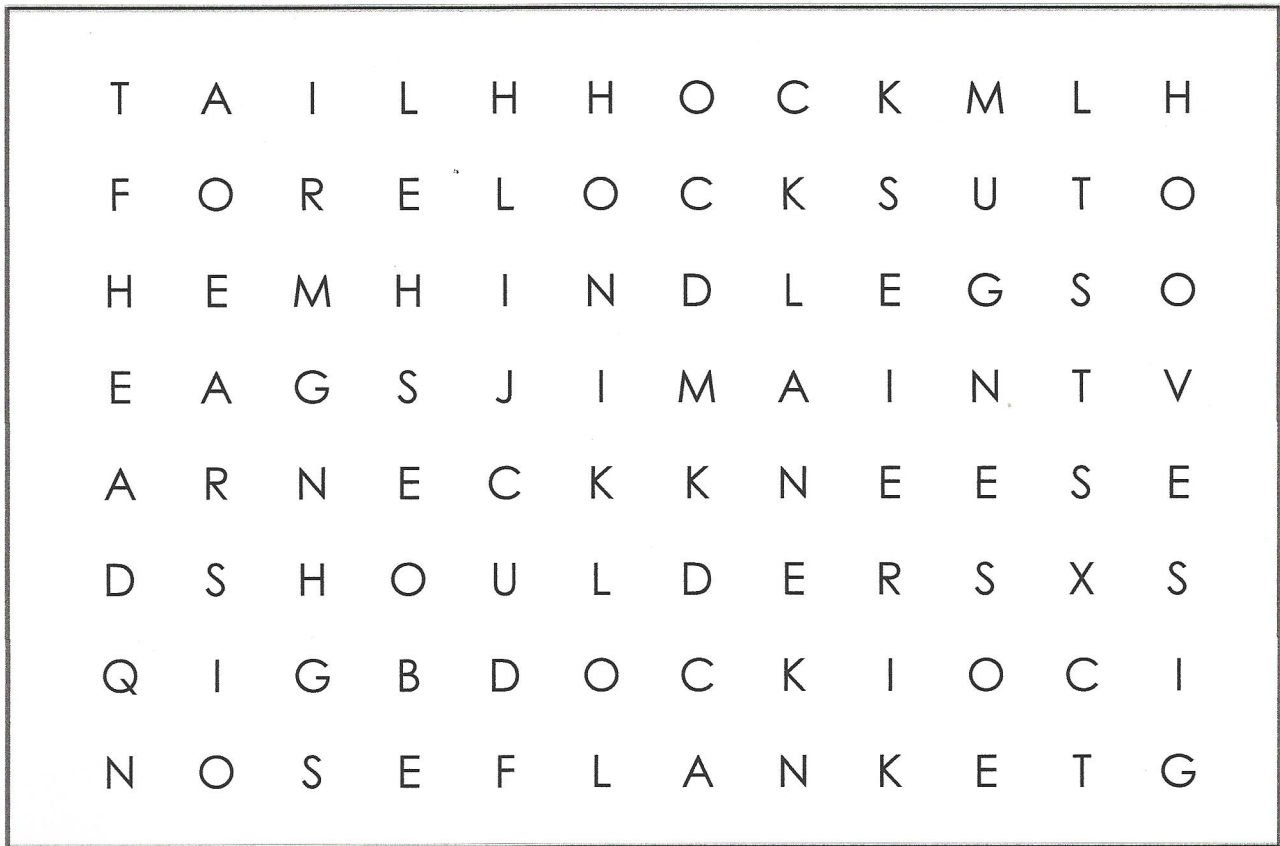 T A I L H H O C K M L H
F O R E L O C K S U T O
H E M H I N D L E G S O
E A G S J I M A I N T V
A R N E C K K N E E S E
D S H O U L D E R S X S
Q I G B D O C K I O C I
N O S E F L A N K E T G